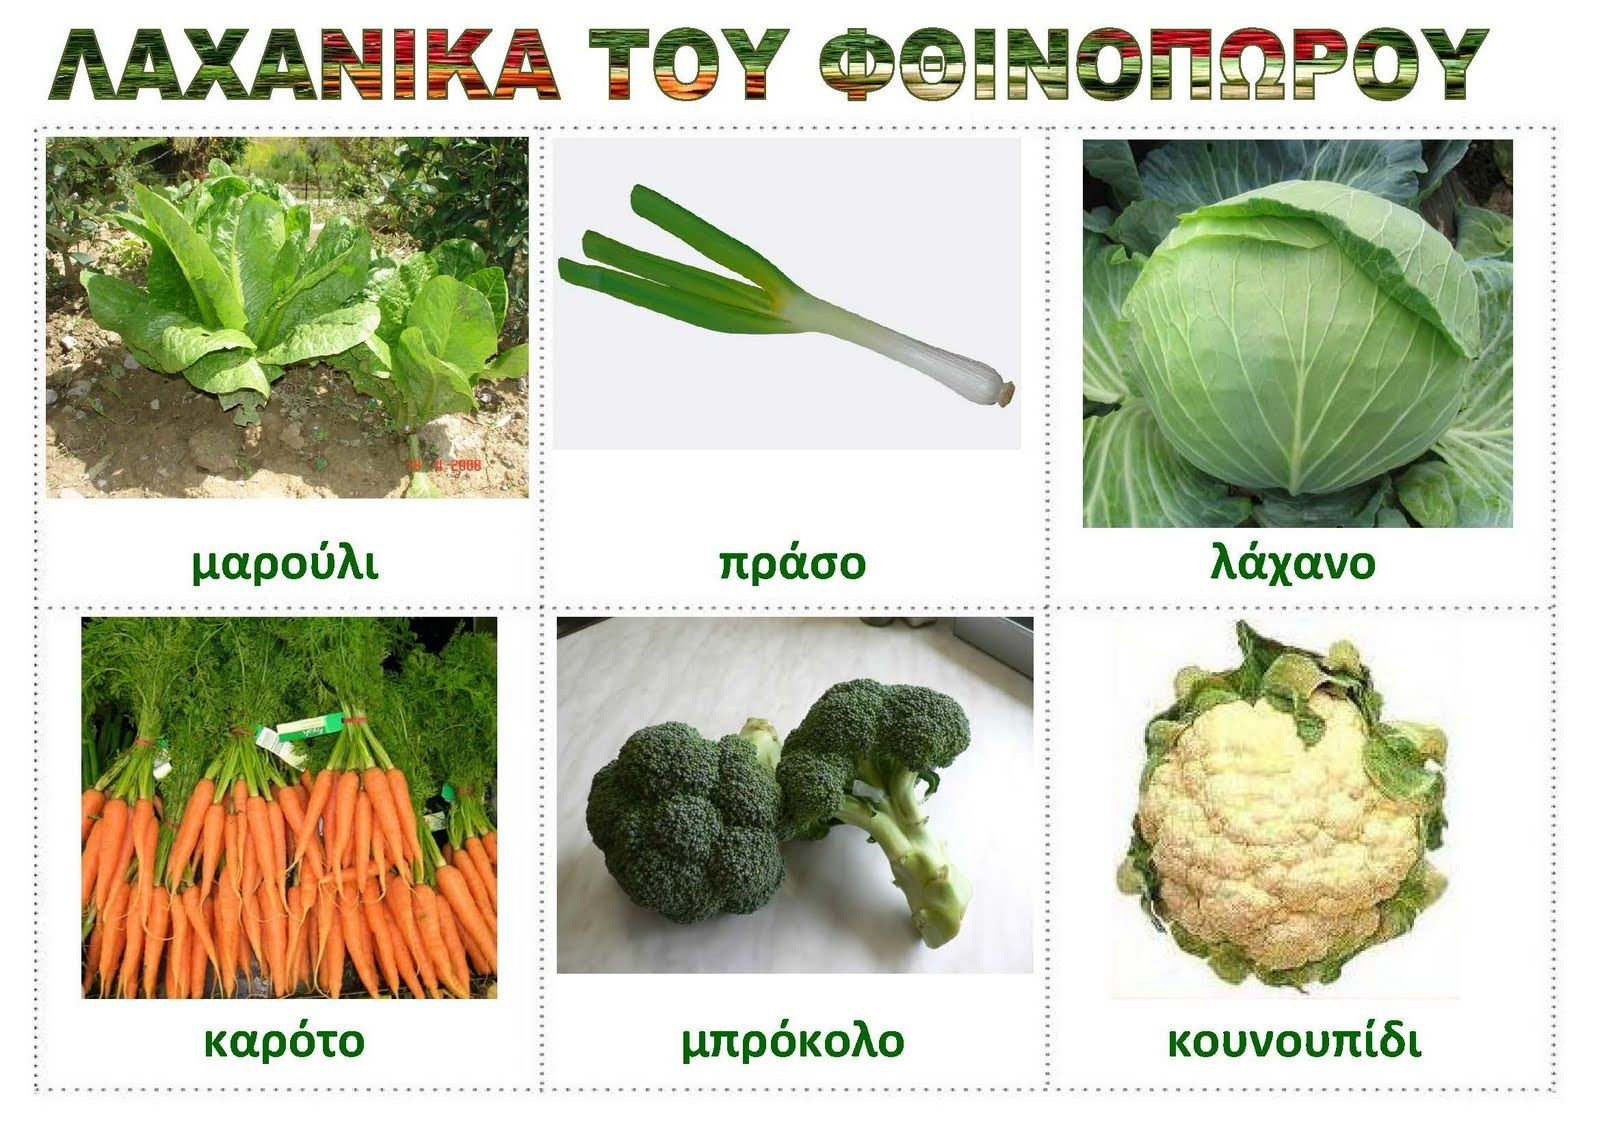 ΛΑΧΑΝΙΚΑ ΤΟΥ ΦΘΙΝΟΠΩΡΟΥ
μαρούλι
πράσο
λάχανο
καρότο
μπρόκολο
κουνουπίδι